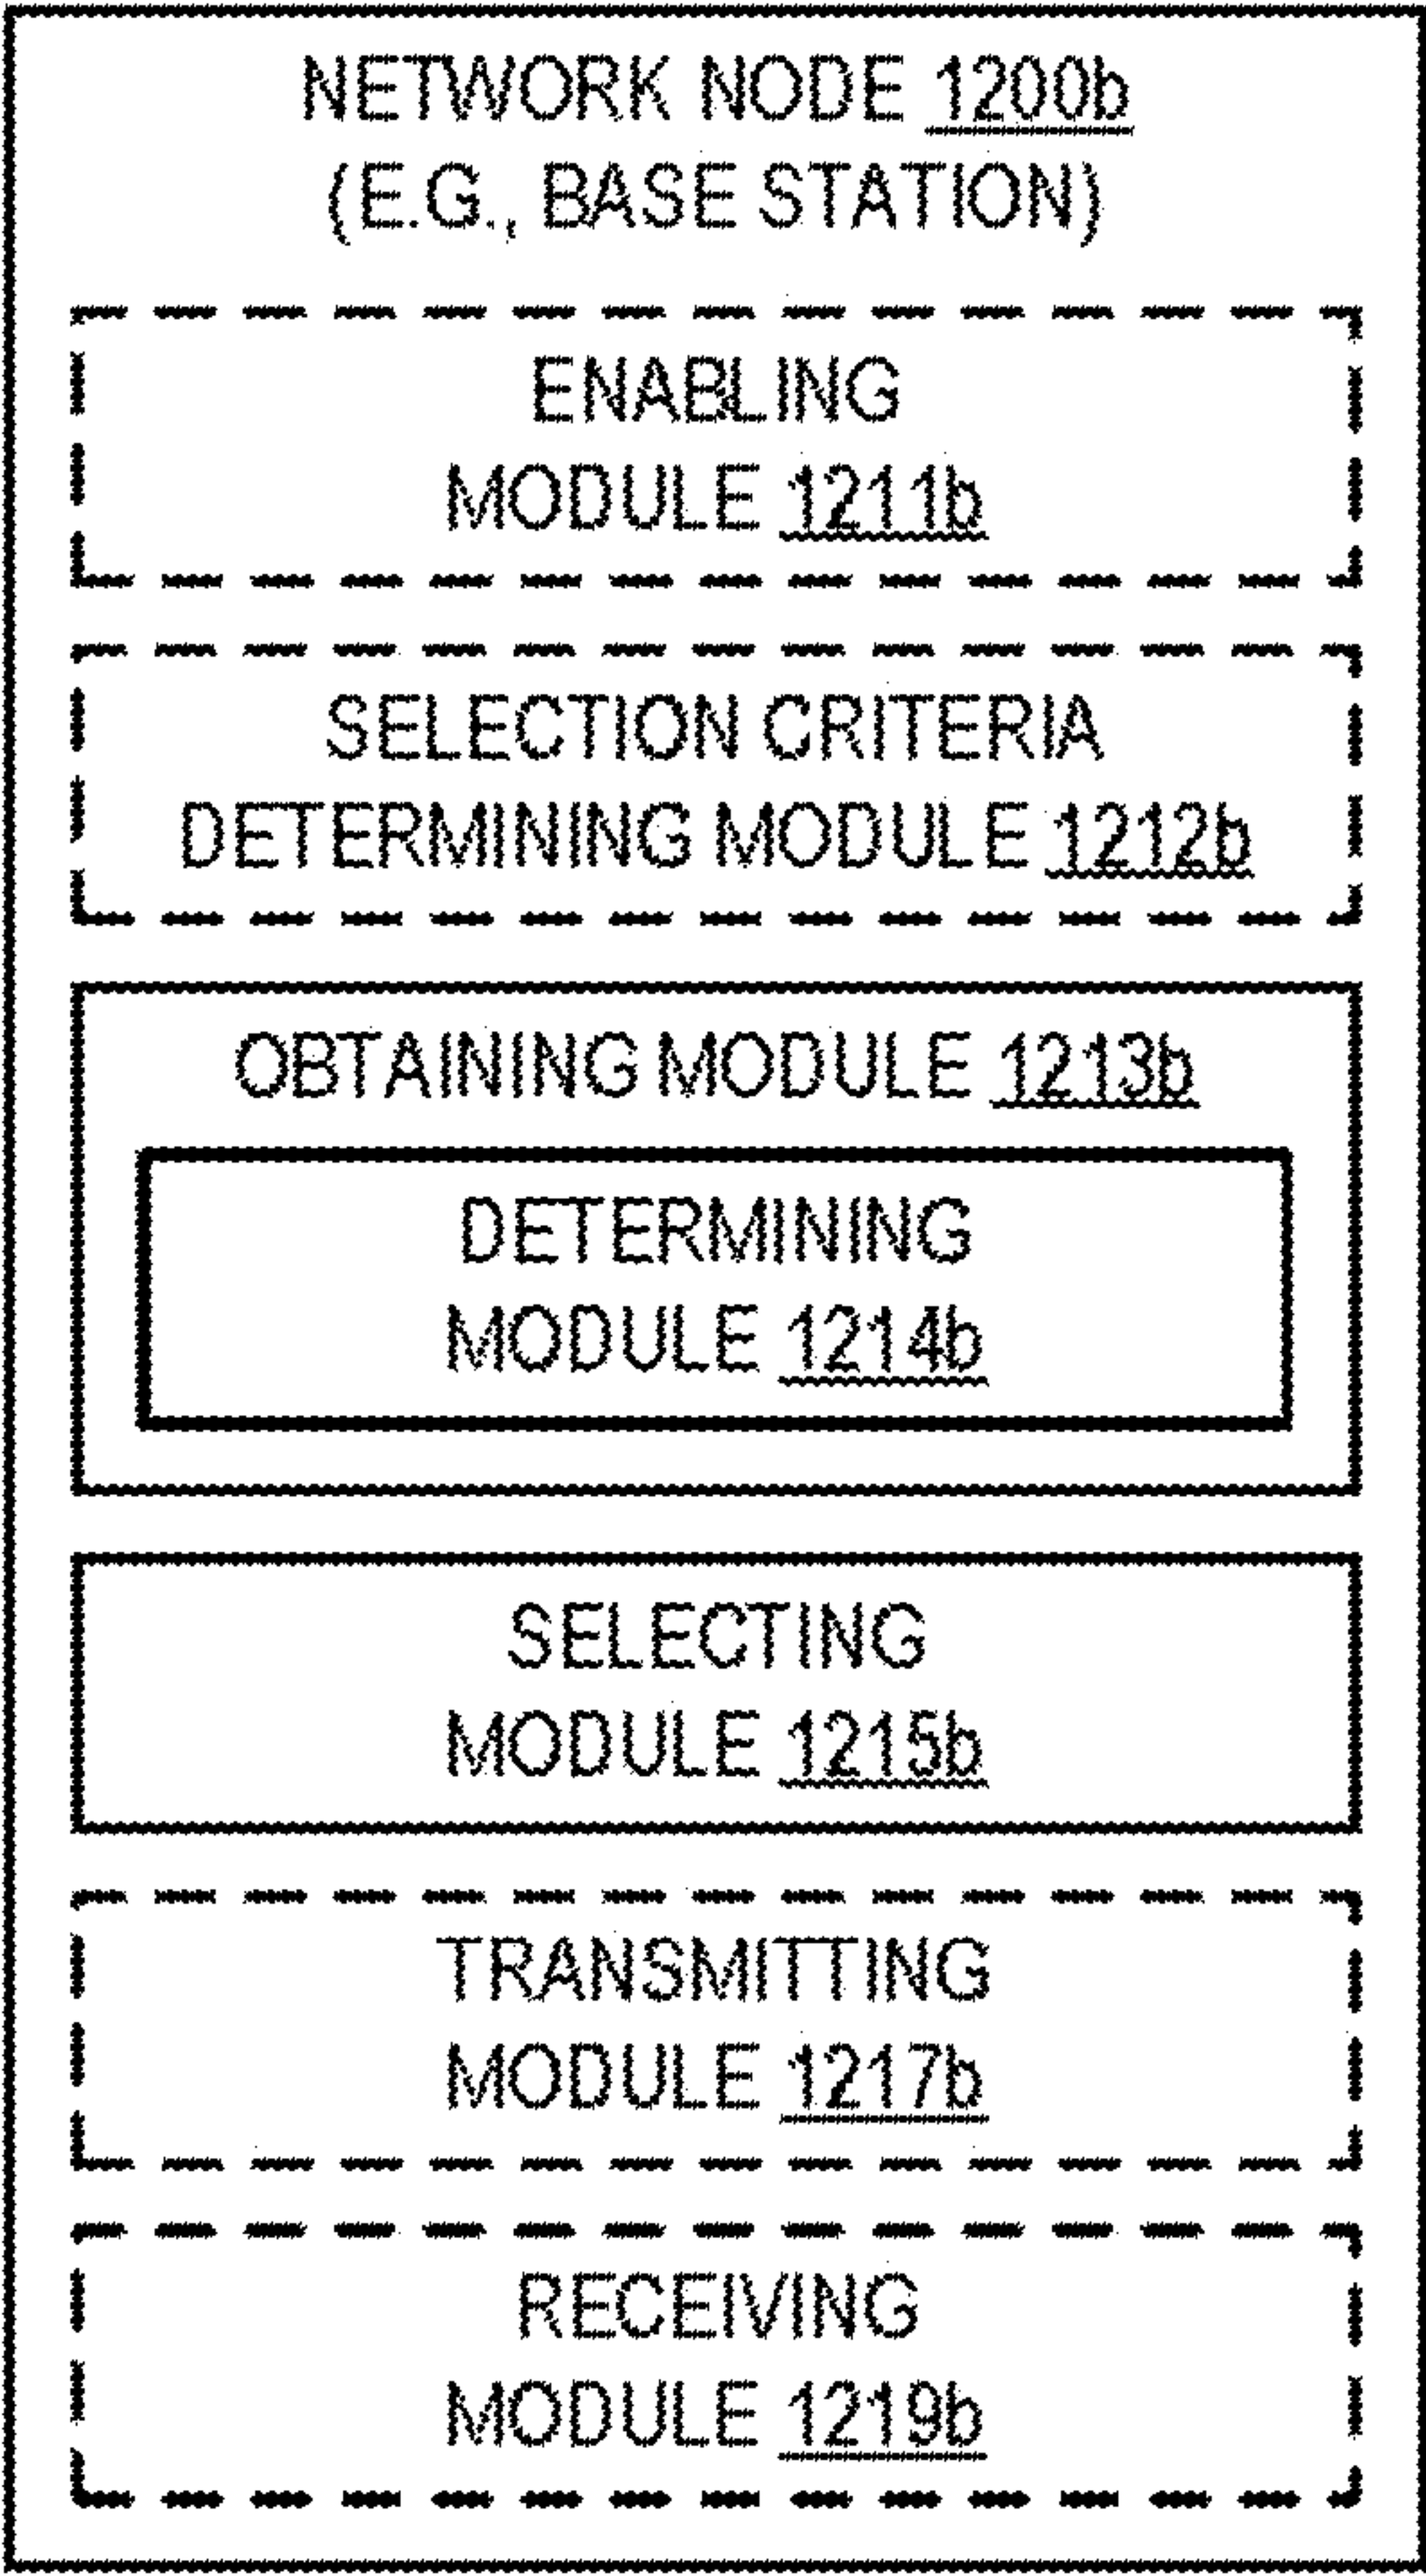 NETWORK NODE 1200b
(E.G., BASE STATION)
ENABLING
MODULE 1211b
SELECTION CRITERIA
DETERMINING MODULE 1212b
OBTAINING MODULE 1213b
DETERMINING
MODULE 1214b
SELECTING
MODULE 1215b
TRANSMITTING
MODULE 1217b
RECEIVING
MODULE 1219b